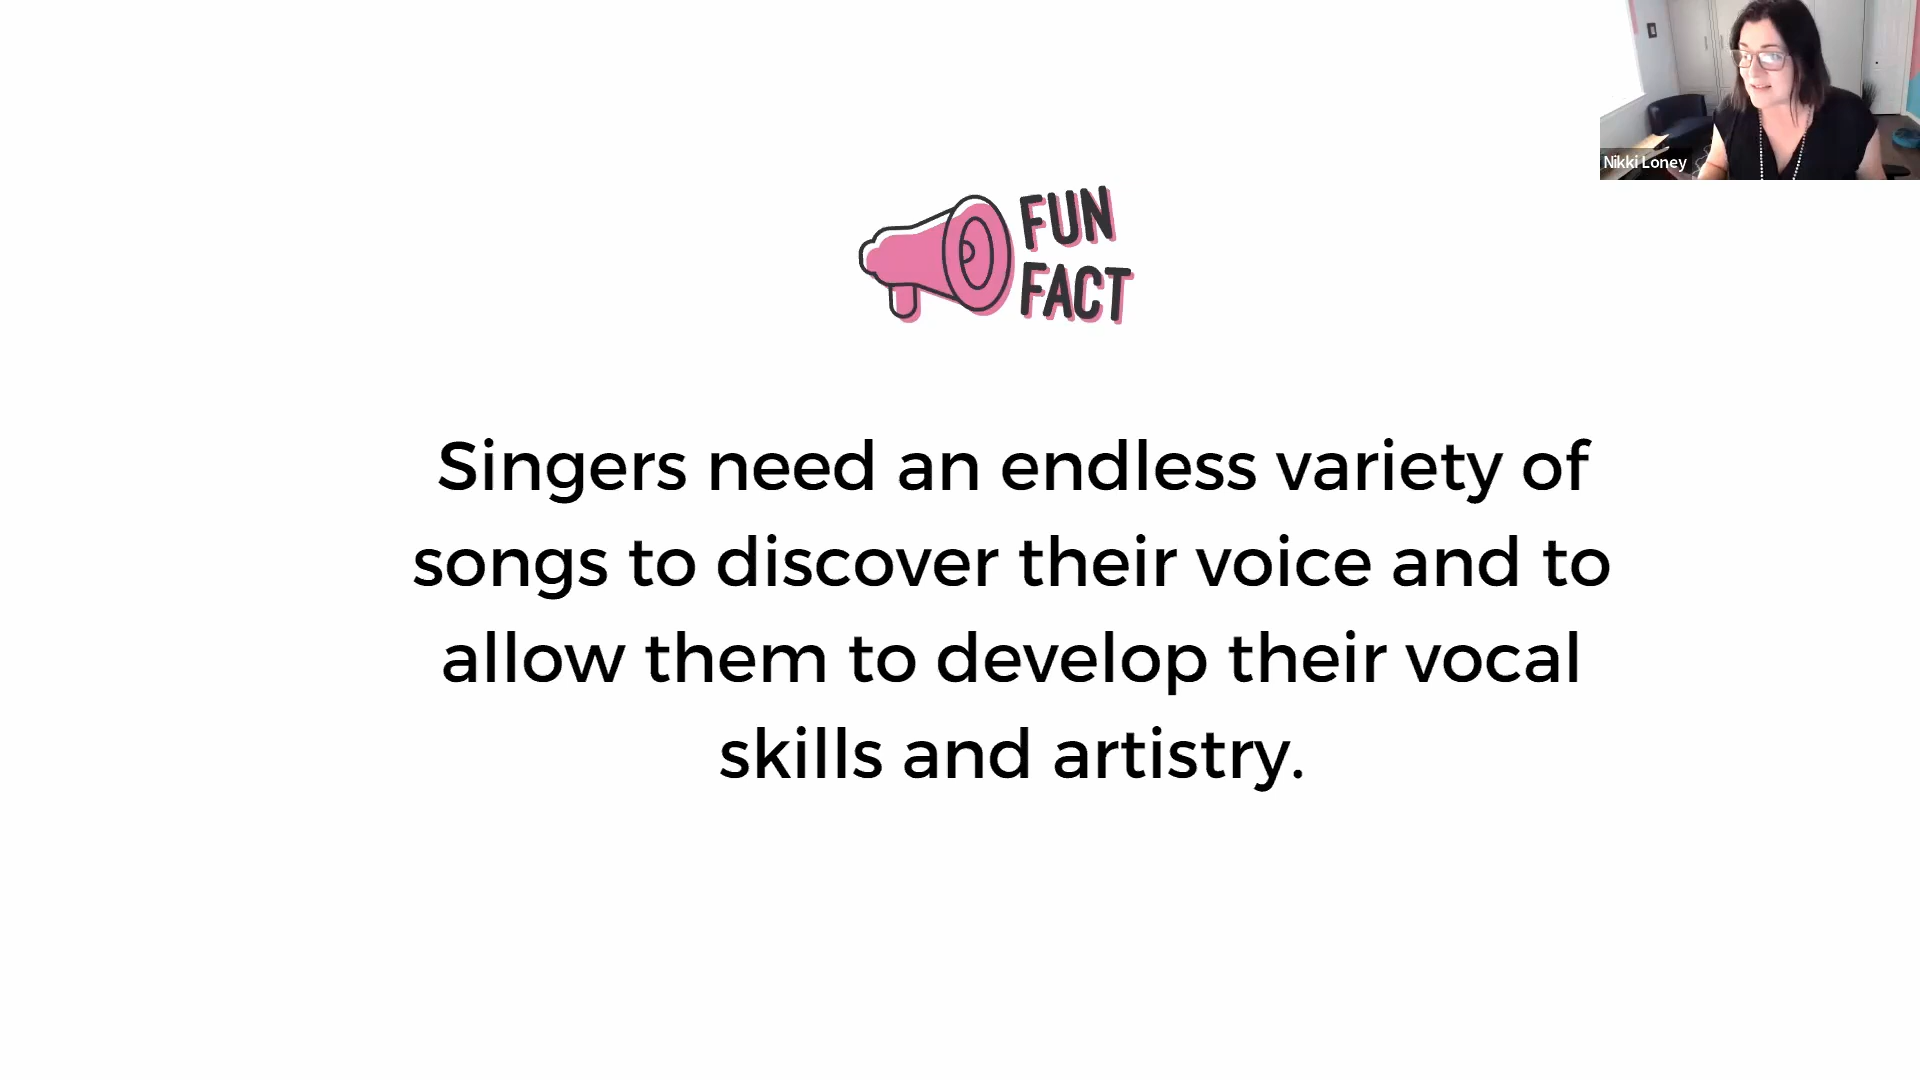 Nikki Loney
FUN
FACT
Singers need an endless variety of
songs to discover their voice and to
allow them to develop their vocal
skills and artistry.